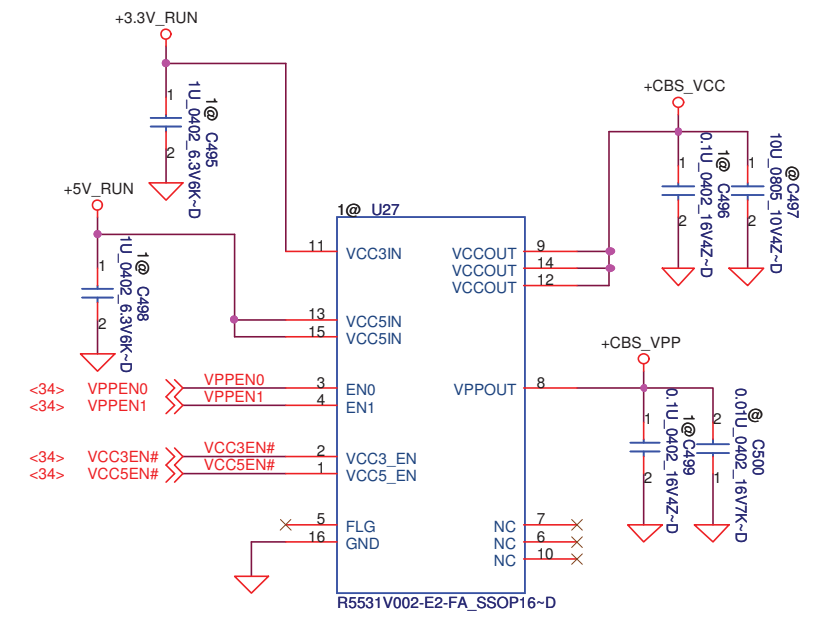 +3.3V_RUN
1
2
1@ C495
1U_0402_6.3V6K~D
+5V_RUN
1
2
1@ C498
1U_0402_6.3V6K~D
+CBS_VCC
1
2
1@ C496
0.1U_0402_16V4Z~D
1
2
@C497
10U_0805_10V4Z~D
1@ U27
11 VCC3IN
13 VCC5IN
15 VCC5IN
<34> VPPEN0 VPPEN0 3 EN0
<34> VPPEN1 VPPEN1 4 EN1
<34> VCC3EN# VCC3EN# 2 VCC3_EN
<34> VCC5EN# VCC5EN# 1 VCC5_EN
5 FLG
16 GND
VCCOUT 9
VCCOUT 14
VCCOUT 12
VPPOUT 8
NC 7
NC 6
NC 10
+CBS_VPP
1
2
1@C499
0.1U_0402_16V4Z~D
2
1
@ C500
0.01U_0402_16V7K~D
R5531V002-E2-FA_SSOP16~D